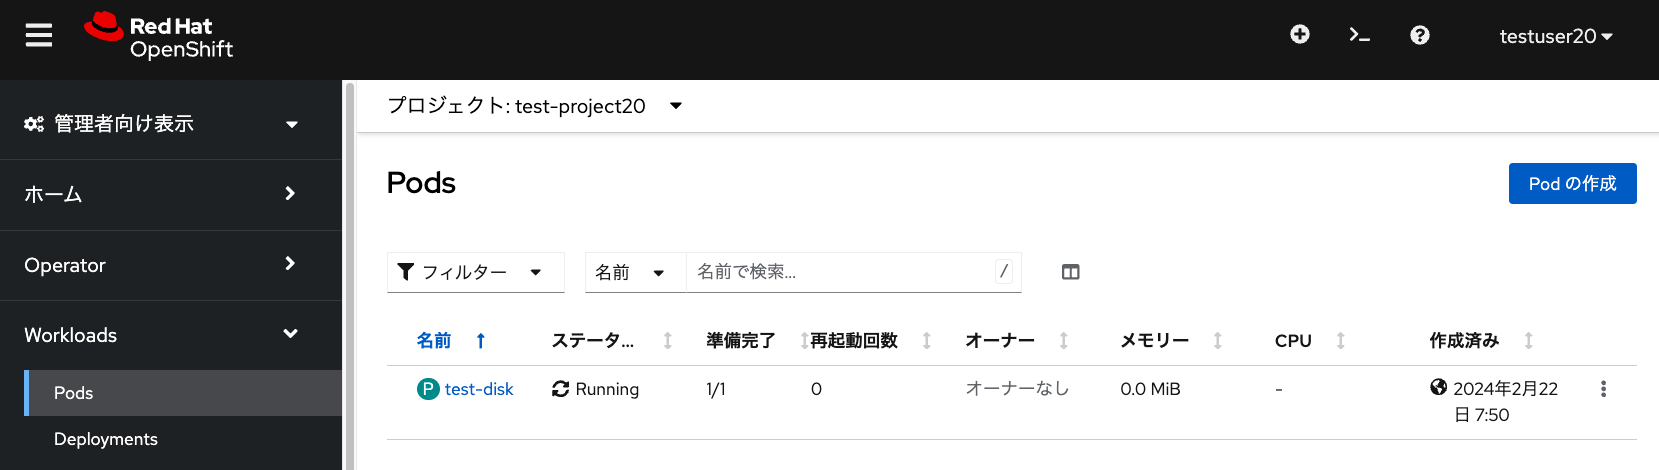 Red Hat
OpenShift
testuser20
管理者向け表示
ホーム
Operator
Workloads
Pods
Deployments
プロジェクト: test-project20
Pods
Pod の作成
フィルター
名前
名前で検索...
/
名前 ステータ... 準備完了 再起動回数 オーナー メモリー CPU 作成済み
P test-disk Running 1/1 0 オーナーなし 0.0 MiB - 2024年2月22
日 7:50